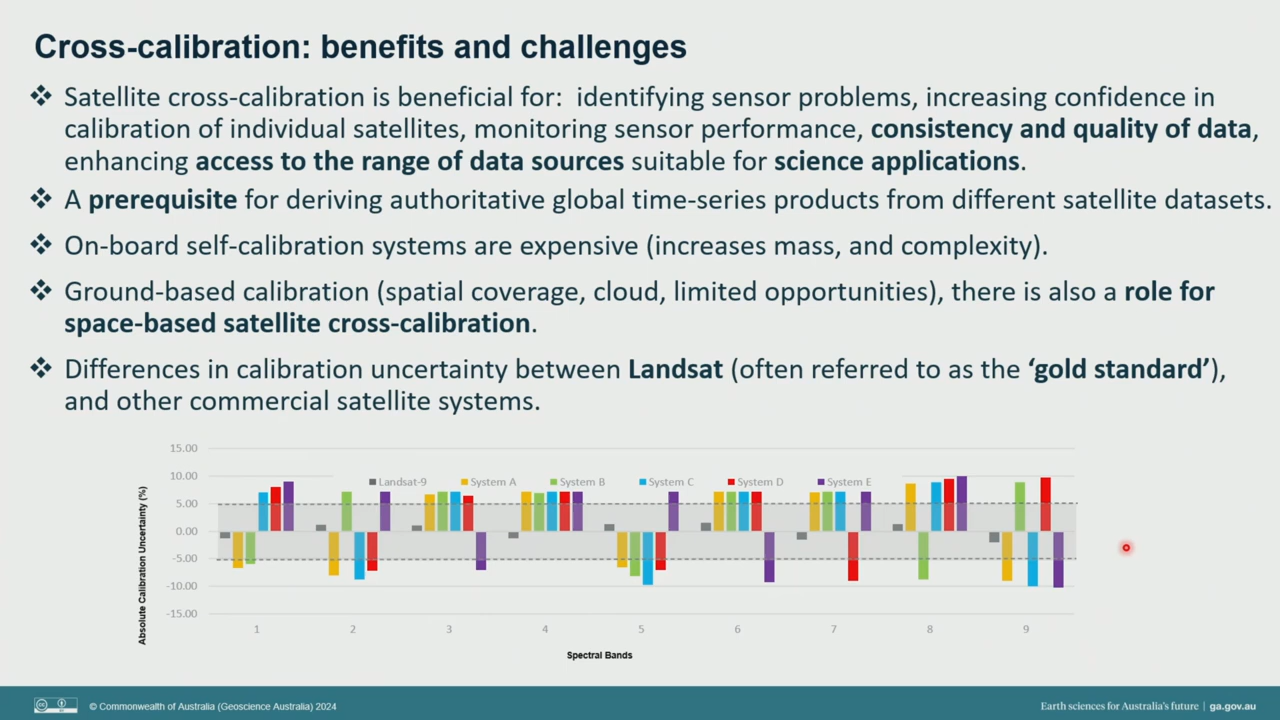 Cross-calibration: benefits and challenges
❖ Satellite cross-calibration is beneficial for: identifying sensor problems, increasing confidence in
calibration of individual satellites, monitoring sensor performance, consistency and quality of data,
enhancing access to the range of data sources suitable for science applications.
❖ A prerequisite for deriving authoritative global time-series products from different satellite datasets.
❖ On-board self-calibration systems are expensive (increases mass, and complexity).
❖ Ground-based calibration (spatial coverage, cloud, limited opportunities), there is also a role for
space-based satellite cross-calibration.
❖ Differences in calibration uncertainty between Landsat (often referred to as the ‘gold standard’),
and other commercial satellite systems.
Absolute Calibration Uncertainty (%)
15.00
10.00
5.00
0.00
-5.00
-10.00
-15.00
Landsat-9 System A System B System C System D System E
1 2 3 4 5 6 7 8 9
Spectral Bands
© Commonwealth of Australia (Geoscience Australia) 2024
Earth sciences for Australia’s future | ga.gov.au